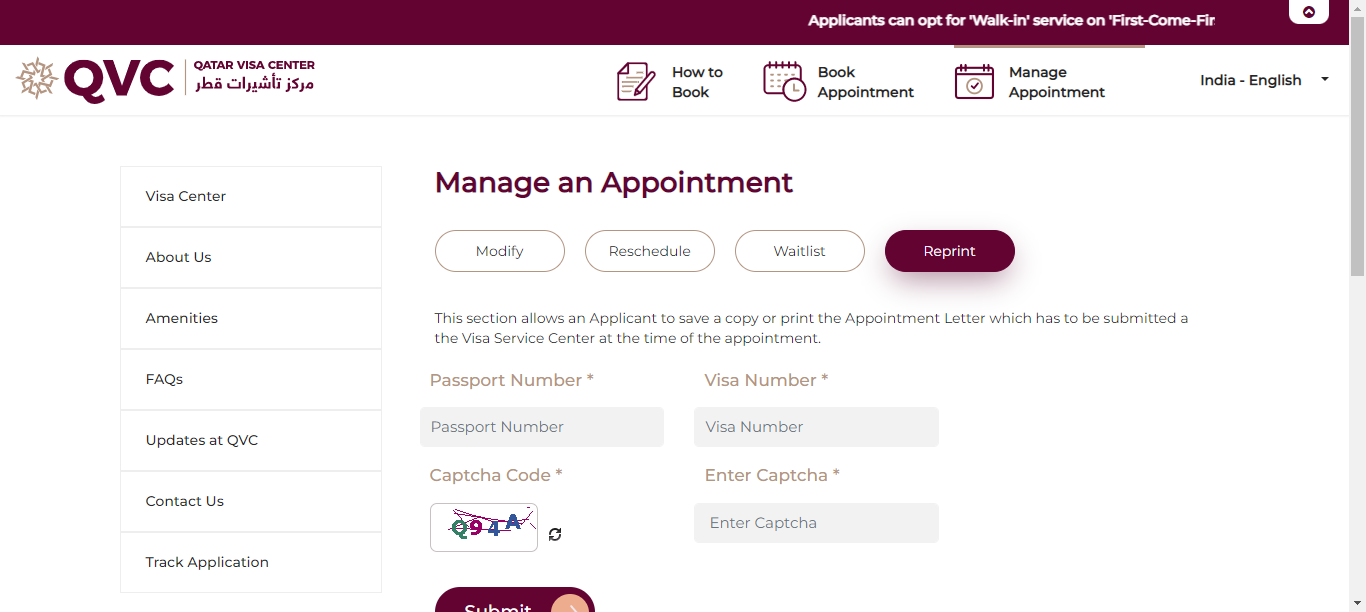 Applicants can opt for 'Walk-in' service on 'First-Come-Fir
QVC
QATAR VISA CENTER
مركز تأشيرات قطر
How to
Book
Book
Appointment
Manage
Appointment
India - English
Visa Center
About Us
Amenities
FAQs
Updates at QVC
Contact Us
Track Application
Manage an Appointment
Modify
Reschedule
Waitlist
Reprint
This section allows an Applicant to save a copy or print the Appointment Letter which has to be submitted a
the Visa Service Center at the time of the appointment.
Passport Number *
Visa Number *
Passport Number
Visa Number
Captcha Code *
Enter Captcha *
Q94A
Enter Captcha
Submit